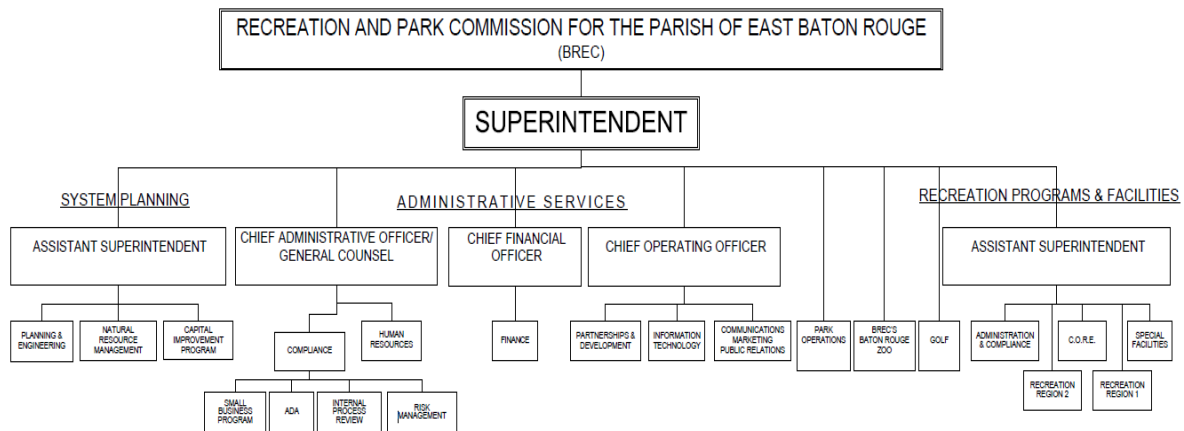 RECREATION AND PARK COMMISSION FOR THE PARISH OF EAST BATON ROUGE
(BREC)
SUPERINTENDENT
SYSTEM PLANNING
ADMINISTRATIVE SERVICES
RECREATION PROGRAMS & FACILITIES
ASSISTANT SUPERINTENDENT
CHIEF ADMINISTRATIVE OFFICER/
GENERAL COUNSEL
CHIEF FINANCIAL
OFFICER
CHIEF OPERATING OFFICER
ASSISTANT SUPERINTENDENT
PLANNING &
ENGINEERING
NATURAL
RESOURCE
MANAGEMENT
CAPITAL
IMPROVEMENT
PROGRAM
COMPLIANCE
HUMAN
RESOURCES
FINANCE
PARTNERSHIPS &
DEVELOPMENT
INFORMATION
TECHNOLOGY
COMMUNICATIONS
MARKETING
PUBLIC RELATIONS
PARK
OPERATIONS
BREC'S
BATON ROUGE
ZOO
GOLF
ADMINISTRATION
& COMPLIANCE
C.O.R.E.
SPECIAL
FACILITIES
RECREATION
REGION 2
RECREATION
REGION 1
SMALL
BUSINESS
PROGRAM
ADA
INTERNAL
PROCESS
REVIEW
RISK
MANAGEMENT